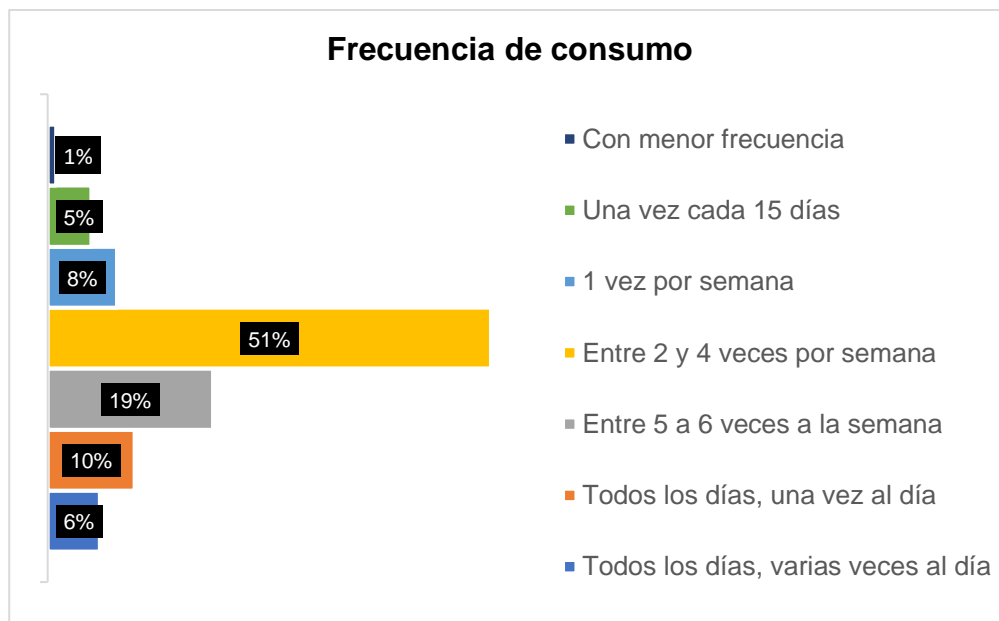 Frecuencia de consumo
1%
5%
8%
51%
19%
10%
6%
Con menor frecuencia
Una vez cada 15 días
1 vez por semana
Entre 2 y 4 veces por semana
Entre 5 a 6 veces a la semana
Todos los días, una vez al día
Todos los días, varias veces al día